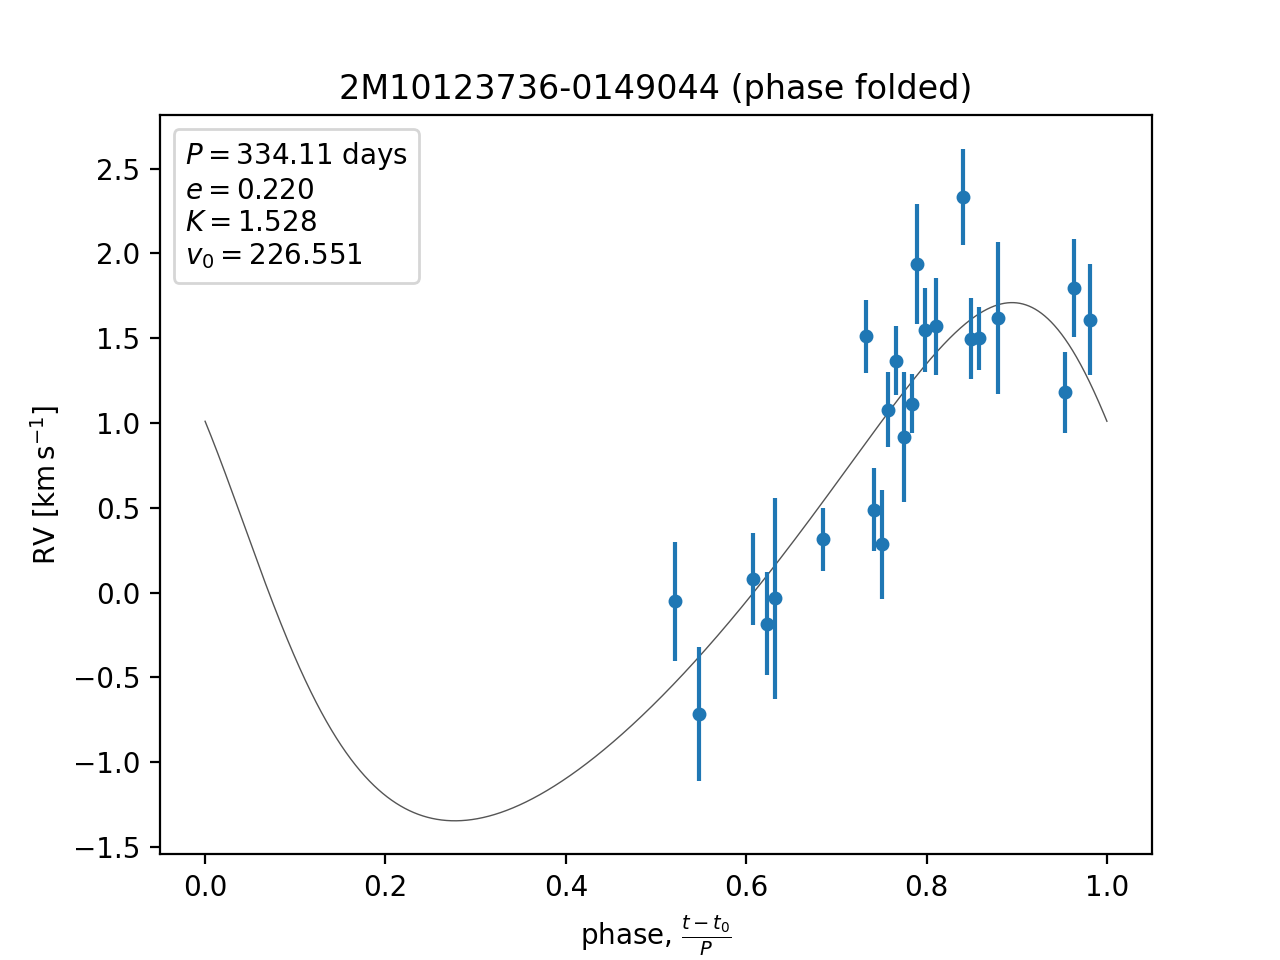 2M10123736-0149044 (phase folded)
P = 334.11 days
e = 0.220
K = 1.528
v₀ = 226.551
2.5
2.0
1.5
1.0
0.5
0.0
−0.5
−1.0
−1.5
RV [km s⁻¹]
0.0 0.2 0.4 0.6 0.8 1.0
phase, (t − t₀)/P